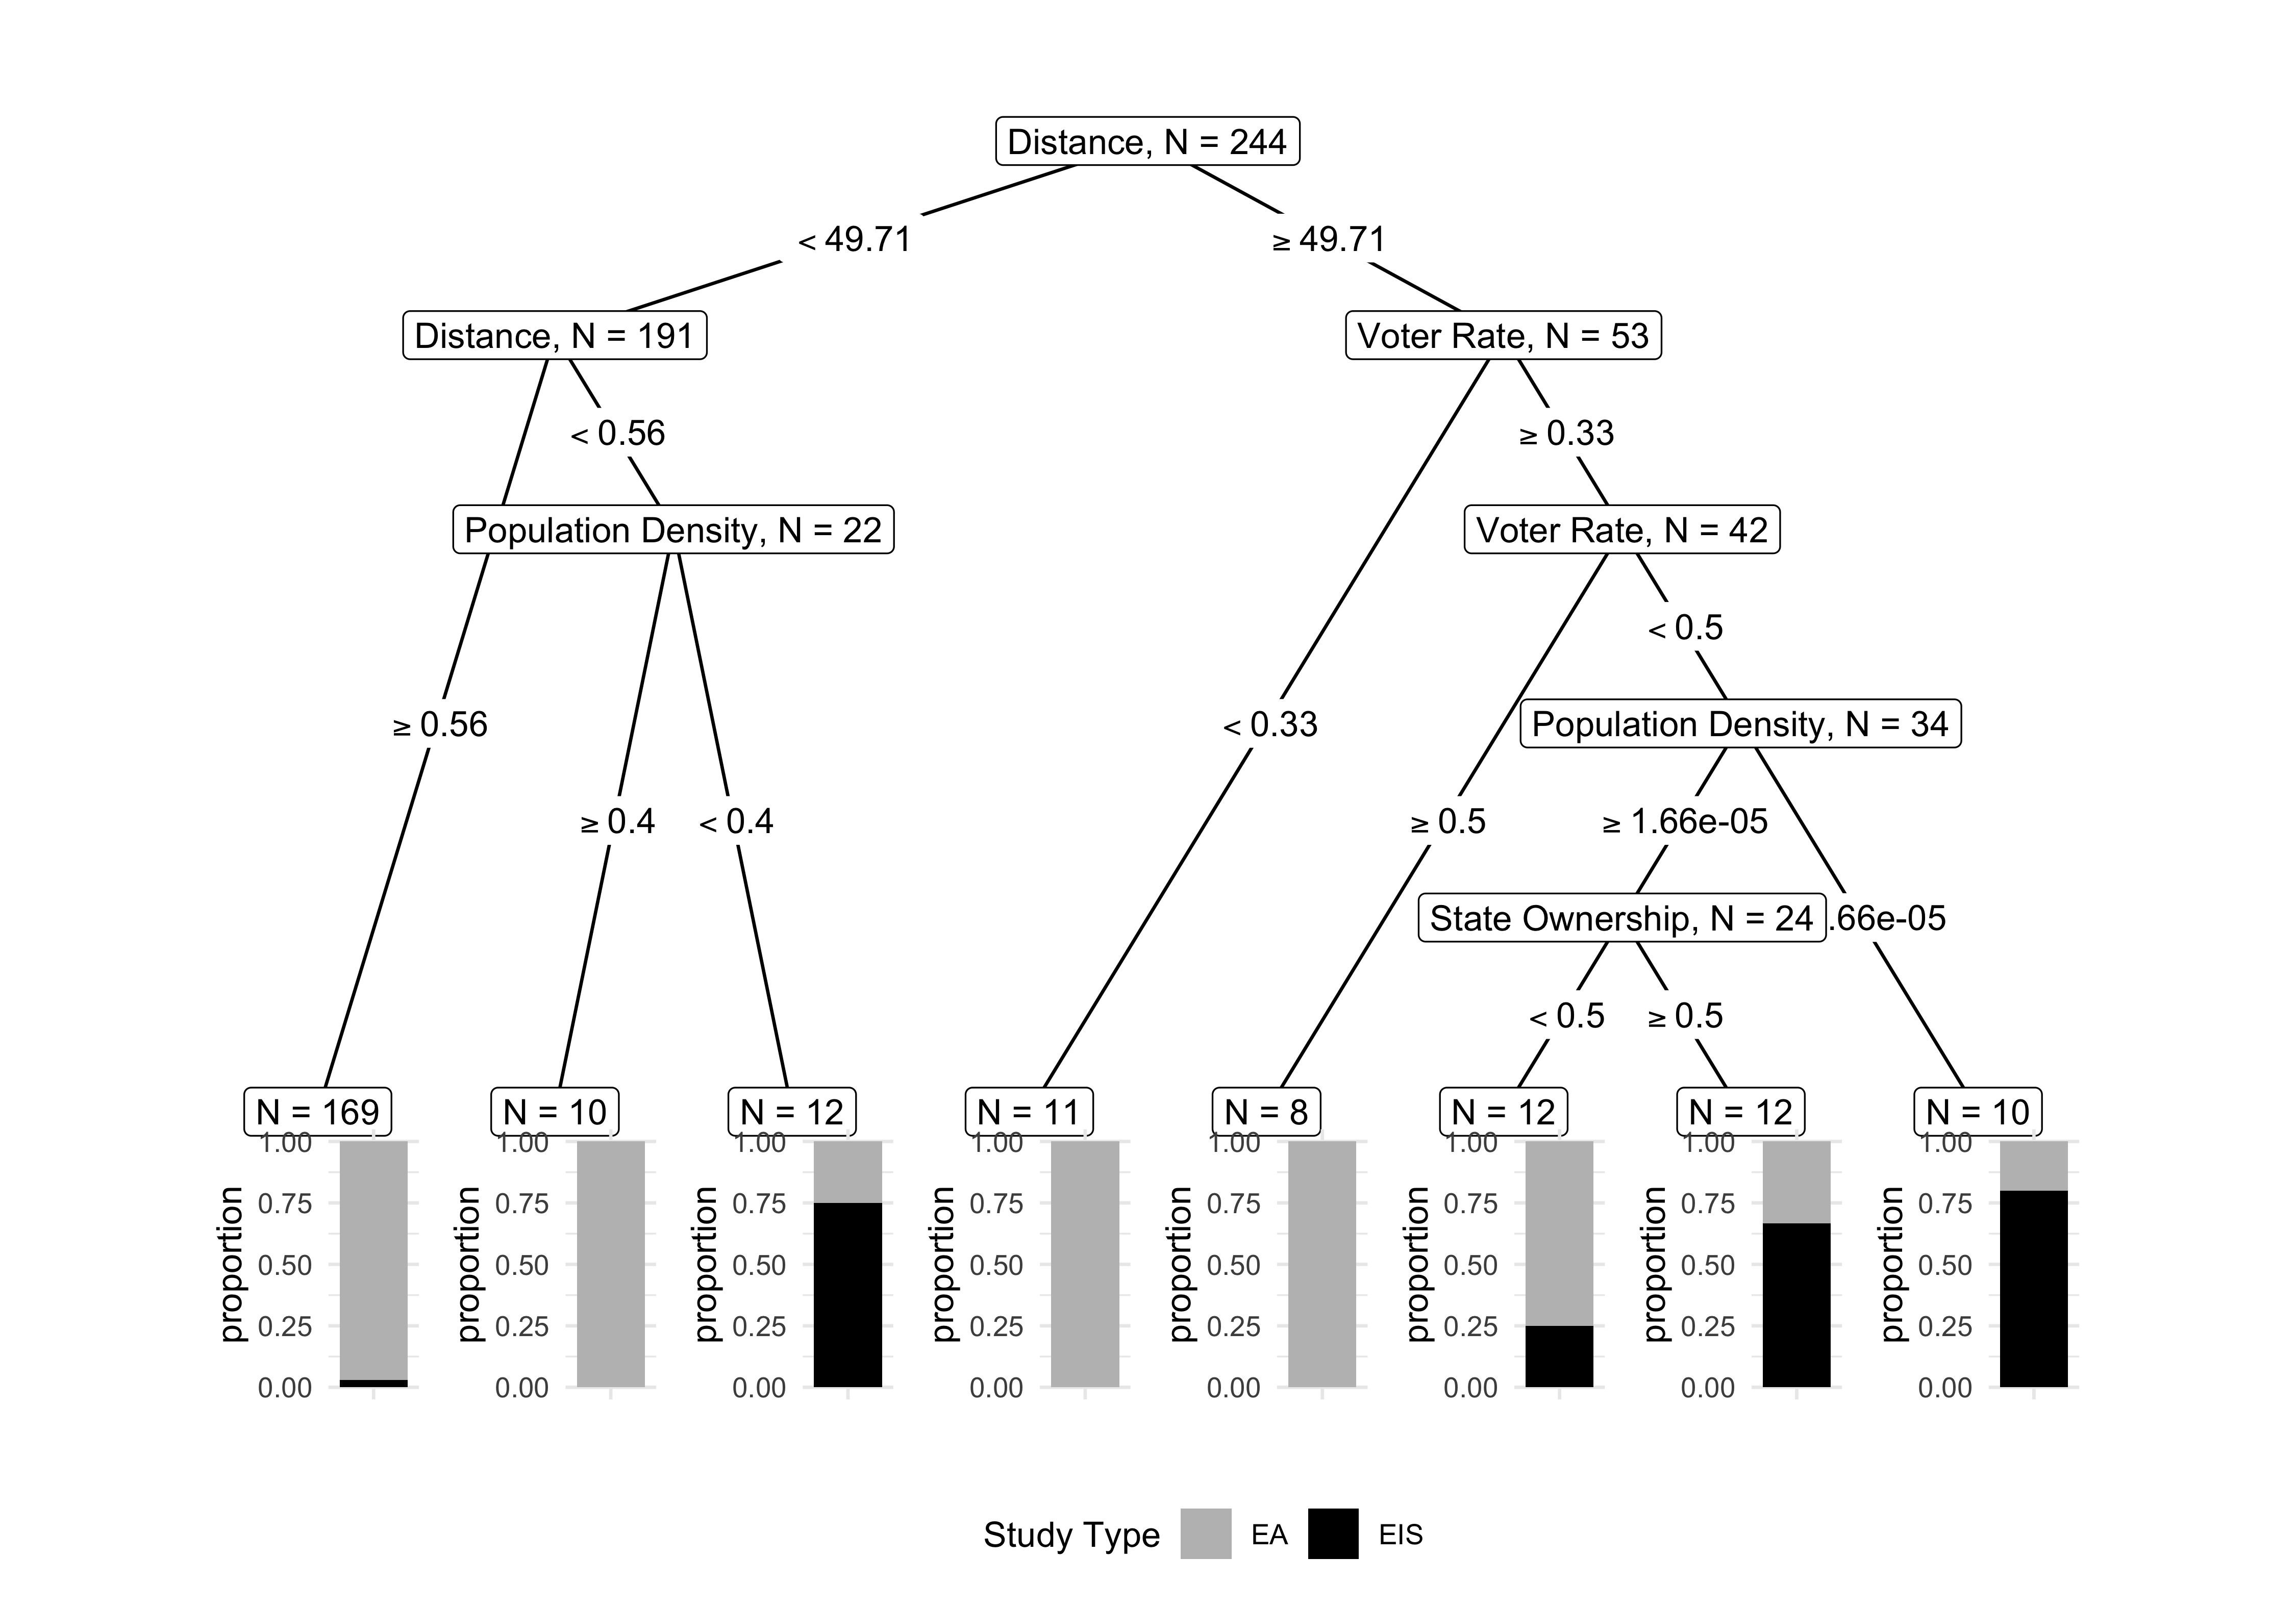 Distance, N = 244
< 49.71 ≥ 49.71
Distance, N = 191 Voter Rate, N = 53
< 0.56 ≥ 0.33
Population Density, N = 22 Voter Rate, N = 42
< 0.5
≥ 0.56 < 0.33 Population Density, N = 34
≥ 0.4 < 0.4 ≥ 0.5 ≥ 1.66e-05
State Ownership, N = 24 .66e-05
< 0.5 ≥ 0.5
N = 169 N = 10 N = 12 N = 11 N = 8 N = 12 N = 12 N = 10
1.00 1.00 1.00 1.00 1.00 1.00 1.00 1.00
0.75 0.75 0.75 0.75 0.75 0.75 0.75 0.75
proportion proportion proportion proportion proportion proportion proportion proportion
0.50 0.50 0.50 0.50 0.50 0.50 0.50 0.50
0.25 0.25 0.25 0.25 0.25 0.25 0.25 0.25
0.00 0.00 0.00 0.00 0.00 0.00 0.00 0.00
Study Type EA EIS